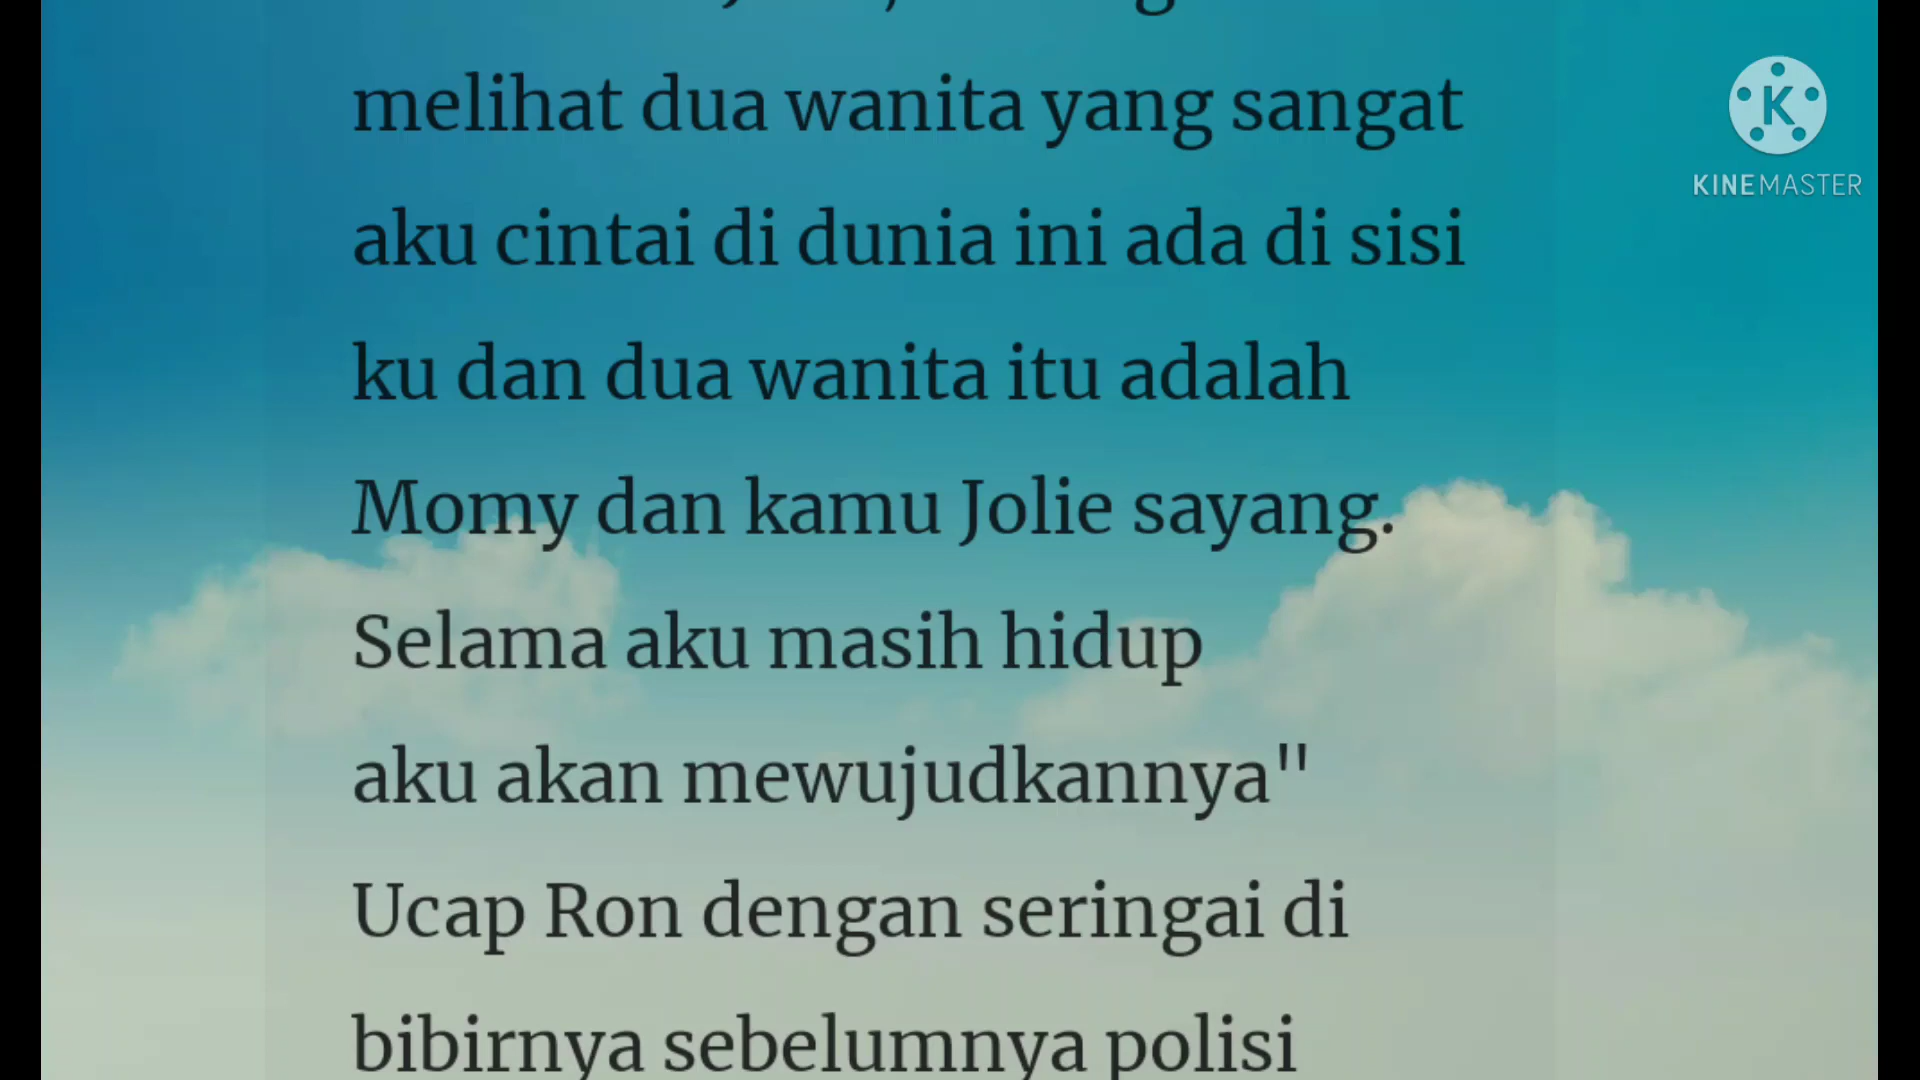 melihat dua wanita yang sangat
aku cintai di dunia ini ada di sisi
ku dan dua wanita itu adalah
Momy dan kamu Jolie sayang.
Selama aku masih hidup
aku akan mewujudkannya"
Ucap Ron dengan seringai di
bibirnya sebelumnya polisi
K
KINEMASTER